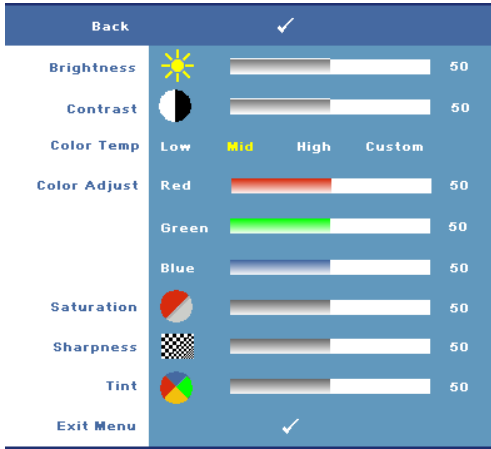 Back
Brightness 50
Contrast 50
Color Temp Low Mid High Custom
Color Adjust Red 50
Green 50
Blue 50
Saturation 50
Sharpness 50
Tint 50
Exit Menu